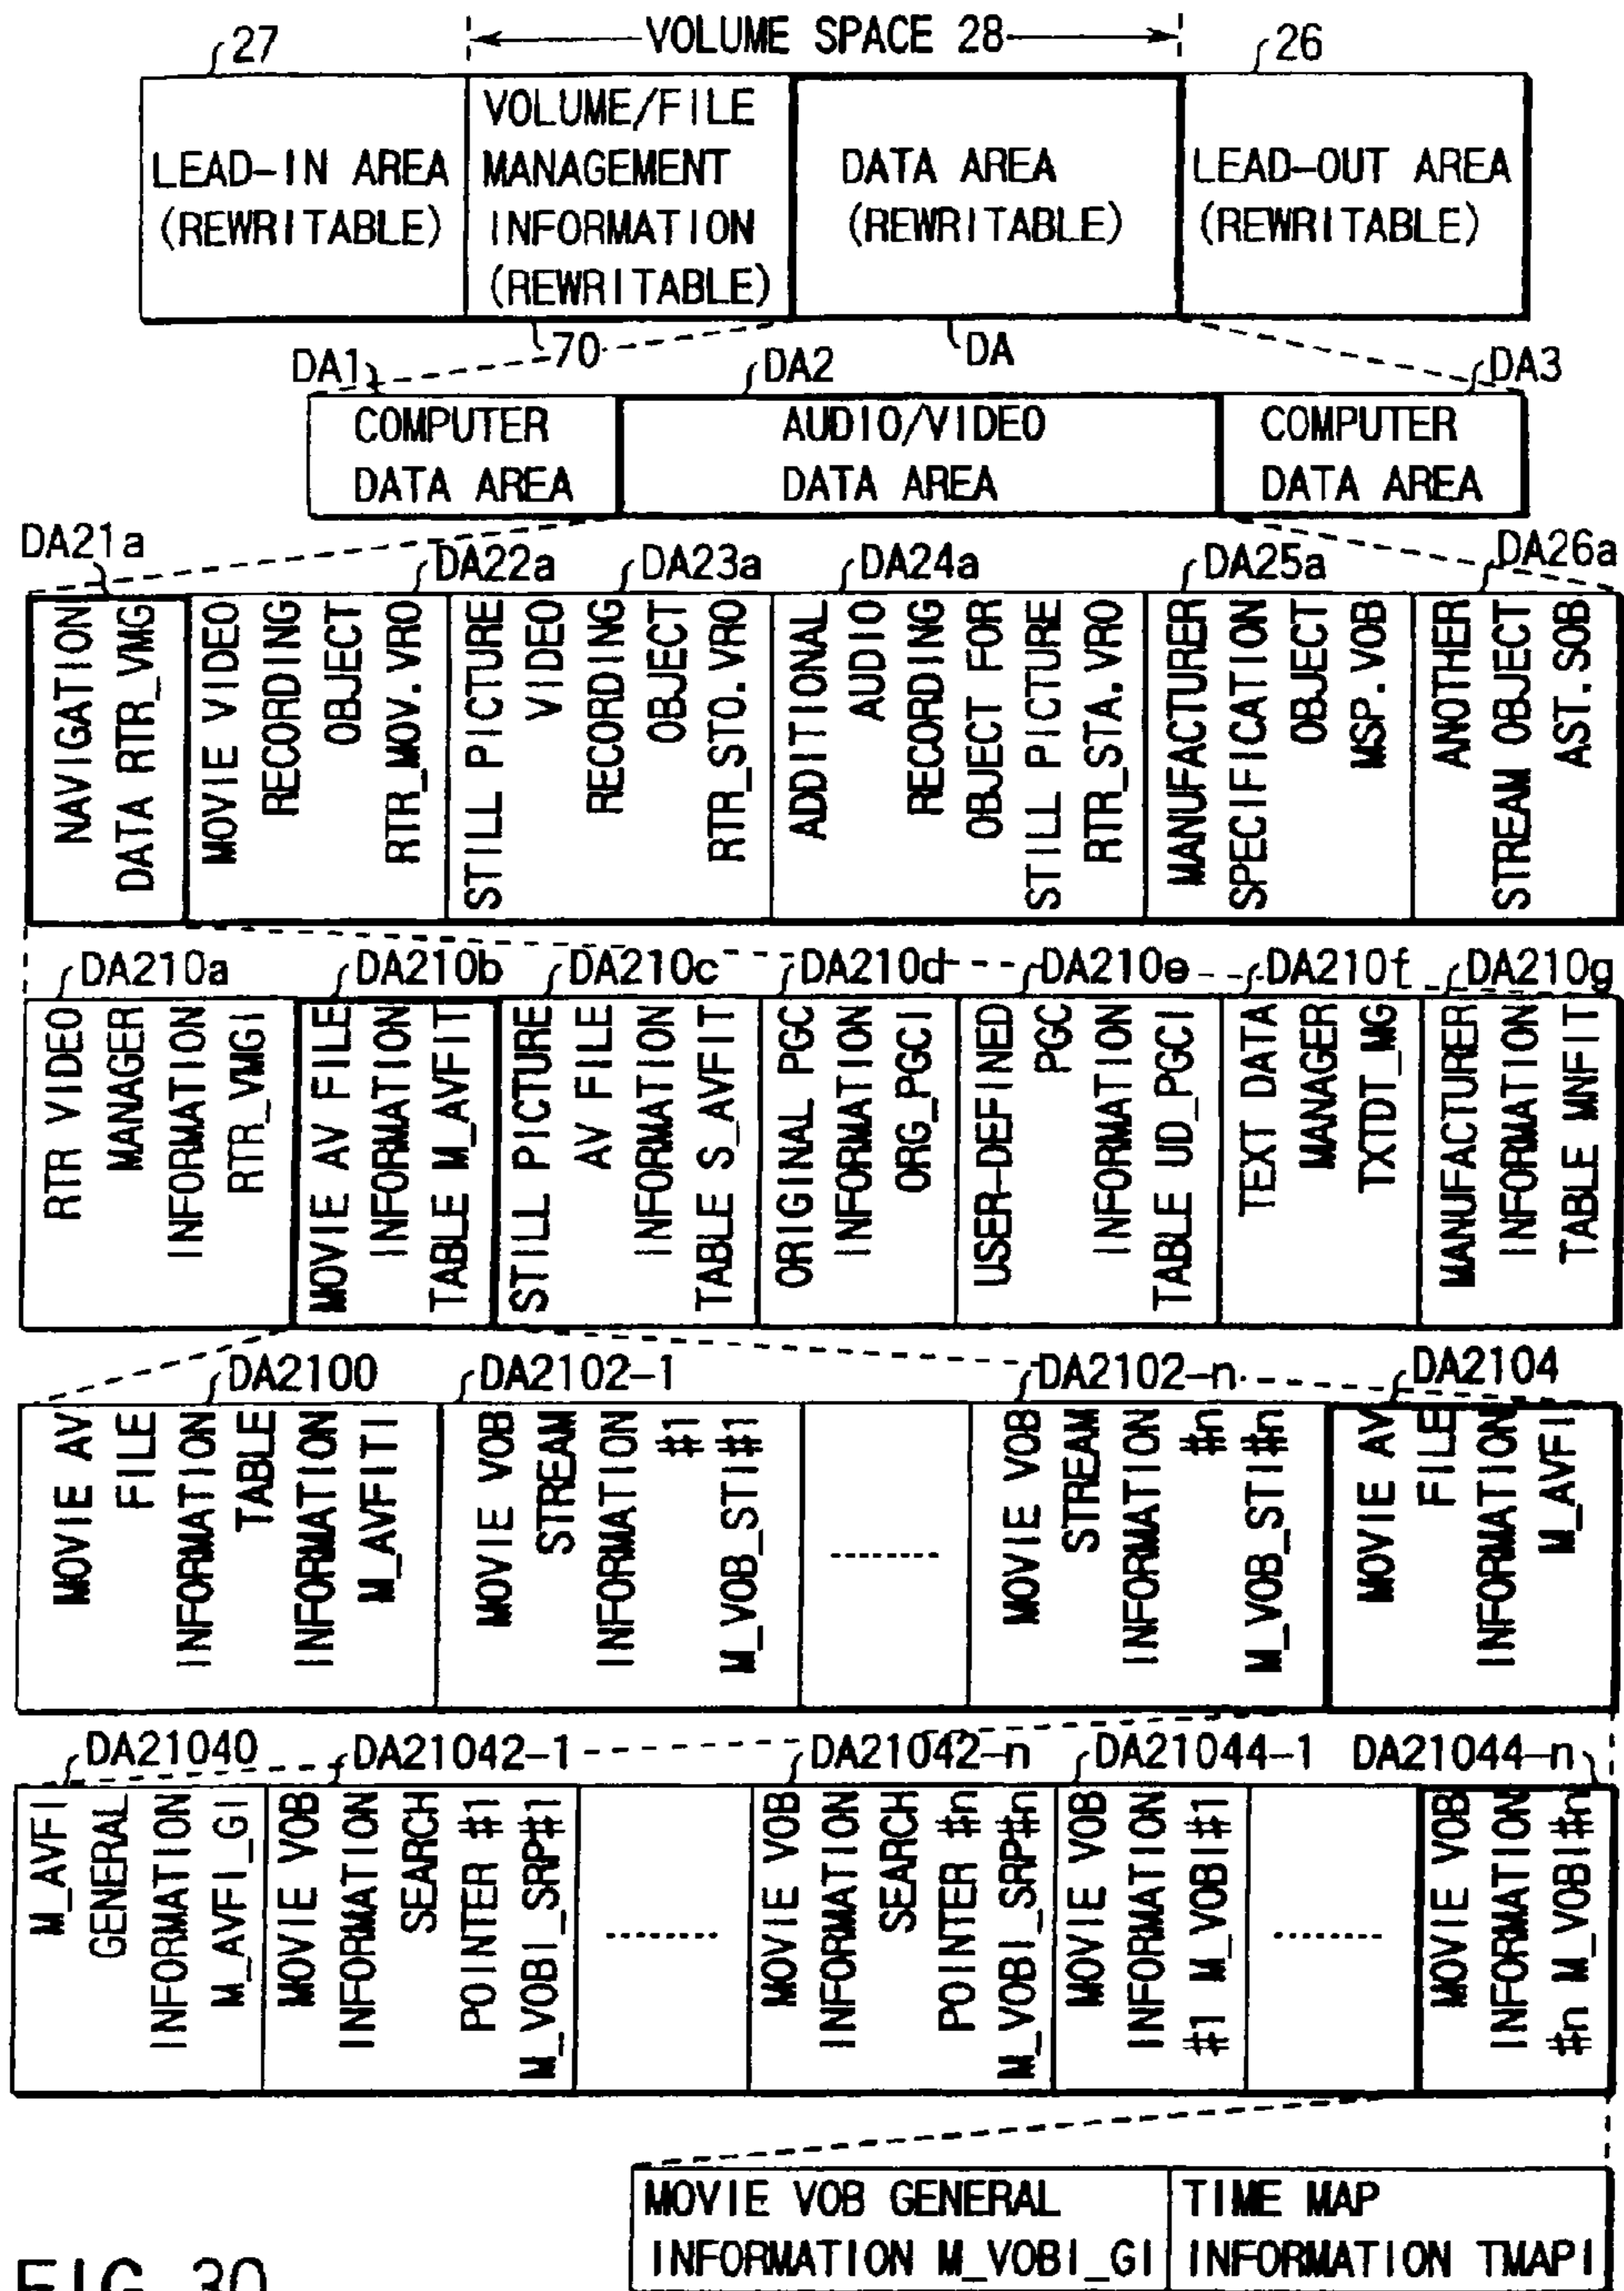 27
VOLUME SPACE 28
26
LEAD-IN AREA
(REWRITABLE)
VOLUME/FILE
MANAGEMENT
INFORMATION
(REWRITABLE)
DATA AREA
(REWRITABLE)
LEAD-OUT AREA
(REWRITABLE)
70
DA
DA1
DA2
DA3
COMPUTER
DATA AREA
AUDIO/VIDEO
DATA AREA
COMPUTER
DATA AREA
DA21a
DA22a
DA23a
DA24a
DA25a
DA26a
NAVIGATION
DATA RTR_VMG
MOVIE VIDEO
RECORDING
OBJECT
RTR_MOV.VRO
STILL PICTURE
VIDEO
RECORDING
OBJECT
RTR_STO.VRO
ADDITIONAL
AUDIO
RECORDING
OBJECT FOR
STILL PICTURE
RTR_STA.VRO
MANUFACTURER
SPECIFICATION
OBJECT
MSP.VOB
ANOTHER
STREAM OBJECT
AST.SOB
DA210a
DA210b
DA210c
DA210d
DA210e
DA210f
DA210g
RTR VIDEO
MANAGER
INFORMATION
RTR_VMGI
MOVIE AV FILE
INFORMATION
TABLE M_AVFIT
STILL PICTURE
AV FILE
INFORMATION
TABLE S_AVFIT
ORIGINAL PGC
INFORMATION
ORG_PGCI
USER-DEFINED
PGC
INFORMATION
TABLE UD_PGCI
TEXT DATA
MANAGER
TXTDT_MG
MANUFACTURER
INFORMATION
TABLE MNFIT
DA2100
DA2102-1
DA2102-n
DA2104
MOVIE AV
FILE
INFORMATION
TABLE
INFORMATION
M_AVFITI
MOVIE VOB
STREAM
INFORMATION
#1
M_VOB_STI#1
MOVIE VOB
STREAM
INFORMATION
#n
M_VOB_STI#n
MOVIE AV
FILE
INFORMATION
M_AVFI
DA21040
DA21042-1
DA21042-n
DA21044-1
DA21044-n
M_AVFI
GENERAL
INFORMATION
M_AVFI_GI
MOVIE VOB
INFORMATION
SEARCH
POINTER #1
M_VOBI_SRP#1
MOVIE VOB
INFORMATION
SEARCH
POINTER #n
M_VOBI_SRP#n
MOVIE VOB
INFORMATION
#1 M_VOBI#1
MOVIE VOB
INFORMATION
#n M_VOBI#n
MOVIE VOB GENERAL
INFORMATION M_VOBI_GI
TIME MAP
INFORMATION TMAPI
FIG. 30